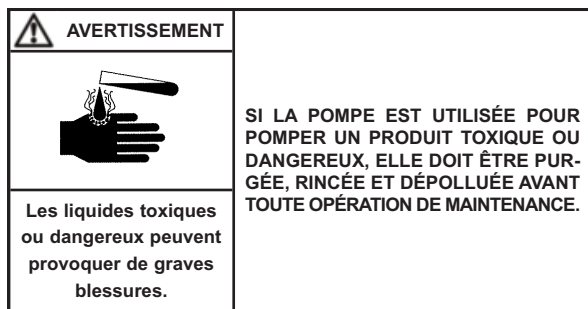 AVERTISSEMENT
Les liquides toxiques
ou dangereux peuvent
provoquer de graves
blessures.
SI LA POMPE EST UTILISÉE POUR
POMPER UN PRODUIT TOXIQUE OU
DANGEREUX, ELLE DOIT ÊTRE PUR-
GÉE, RINCÉE ET DÉPOLLUÉE AVANT
TOUTE OPÉRATION DE MAINTENANCE.